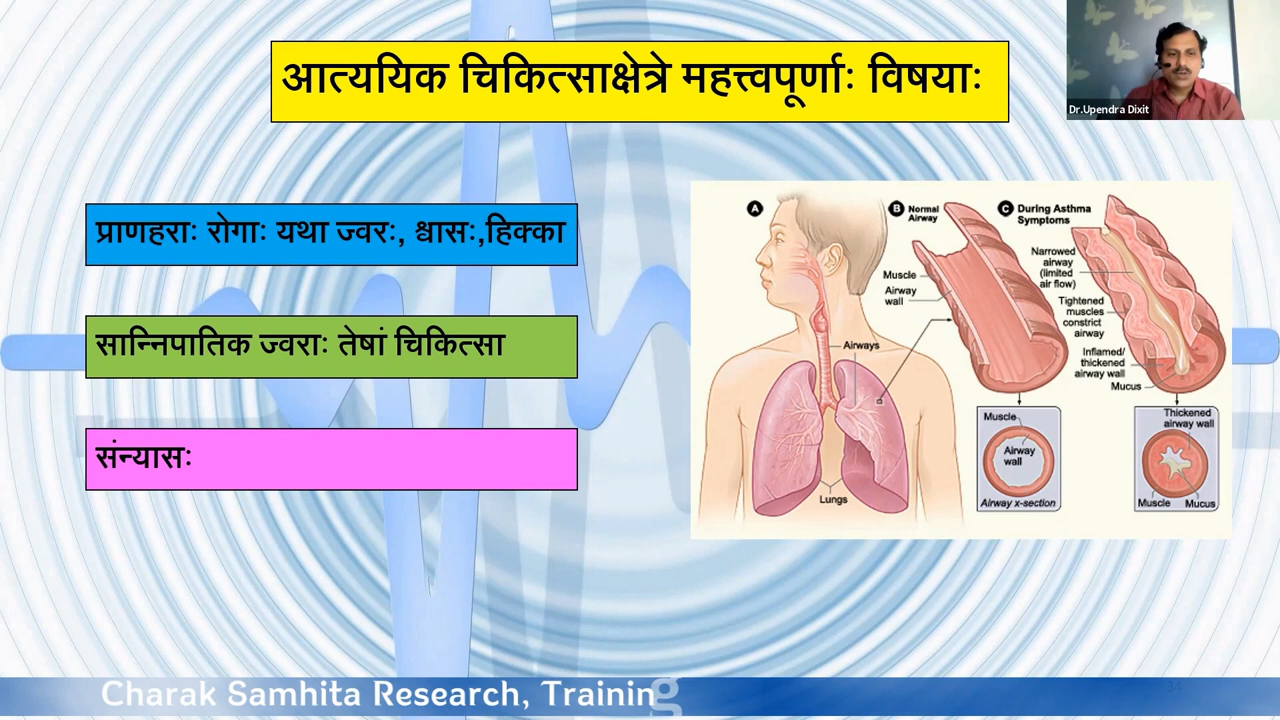 आत्ययिक चिकित्साक्षेत्रे महत्त्वपूर्णाः विषयाः
Dr.Upendra Dixit
प्राणहराः रोगाः यथा ज्वरः, श्वासः,हिक्का
सान्निपातिक ज्वराः तेषां चिकित्सा
संन्यासः
A
B Normal
Airway
C During Asthma
Symptoms
Muscle
Airway
wall
Airways
Lungs
Narrowed
airway
(limited
air flow)
Tightened
muscles
constrict
airway
Inflamed/
thickened
airway wall
Mucus
Muscle
Airway
wall
Airway x-section
Thickened
airway wall
Muscle
Mucus
Charak Samhita Research, Training
34